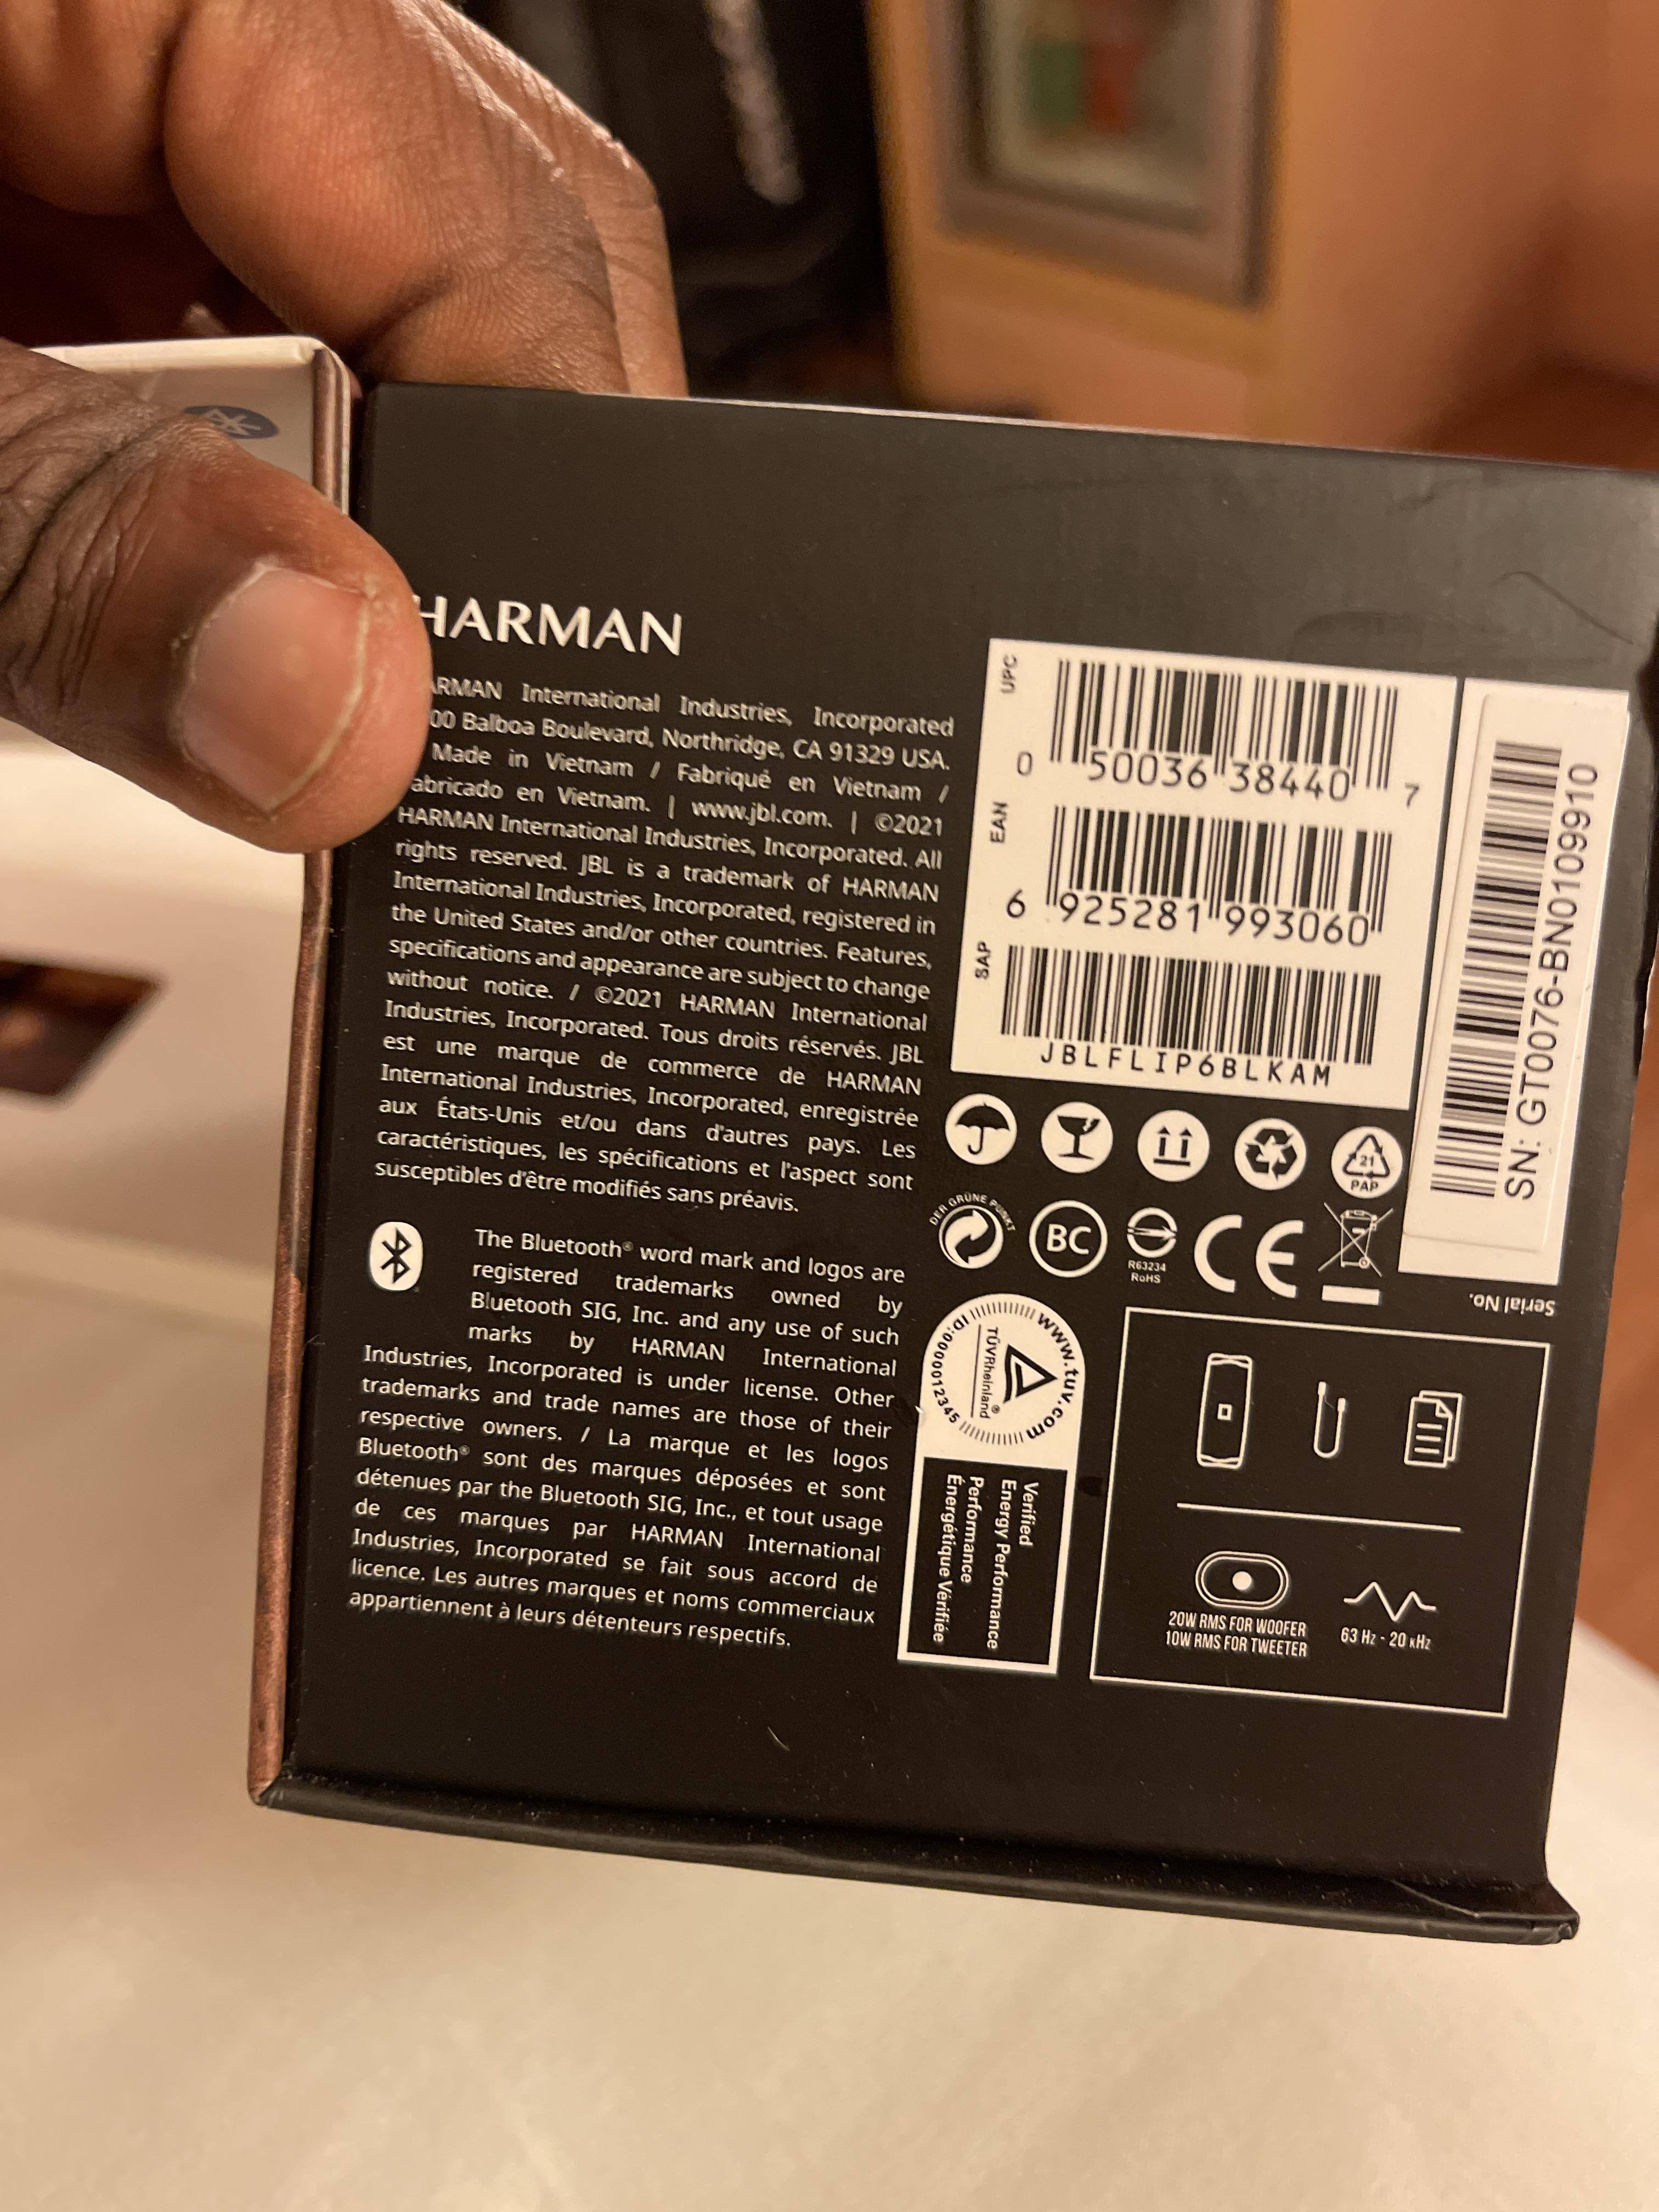 HARMAN
ARMAN International Industries, Incorporated
00 Balboa Boulevard, Northridge, CA 91329 USA.
Made in Vietnam / Fabriqué en Vietnam /
abricado en Vietnam. | www.jbl.com. | ©2021
HARMAN International Industries, Incorporated. All
rights reserved. JBL is a trademark of HARMAN
International Industries, Incorporated, registered in
the United States and/or other countries. Features,
specifications and appearance are subject to change
without notice. / ©2021 HARMAN International
Industries, Incorporated. Tous droits réservés. JBL
est une marque de commerce de HARMAN
International Industries, Incorporated, enregistrée
aux États-Unis et/ou dans d'autres pays. Les
caractéristiques, les spécifications et l'aspect sont
susceptibles d'être modifiés sans préavis.
The Bluetooth® word mark and logos are
registered trademarks owned by
Bluetooth SIG, Inc. and any use of such
marks by HARMAN International
Industries, Incorporated is under license. Other
trademarks and trade names are those of their
respective owners. / La marque et les logos
Bluetooth® sont des marques déposées et sont
détenues par the Bluetooth SIG, Inc., et tout usage
de ces marques par HARMAN International
Industries, Incorporated se fait sous accord de
licence. Les autres marques et noms commerciaux
appartiennent à leurs détenteurs respectifs.
UPC
0 50036 38440 7
EAN
6 925281 993060
SAP
JBLFLIP6BLKAM
SN: GT0076-BN0109910
Serial No.
21
PAP
DER GRÜNE PUNKT
BC
R63234
RoHS
CE
www.tuv.com
ID:0000012345
TÜVRheinland®
Verified
Energy Performance
Performance
Énergétique Vérifiée
20W RMS FOR WOOFER
10W RMS FOR TWEETER
63 Hz - 20 kHz